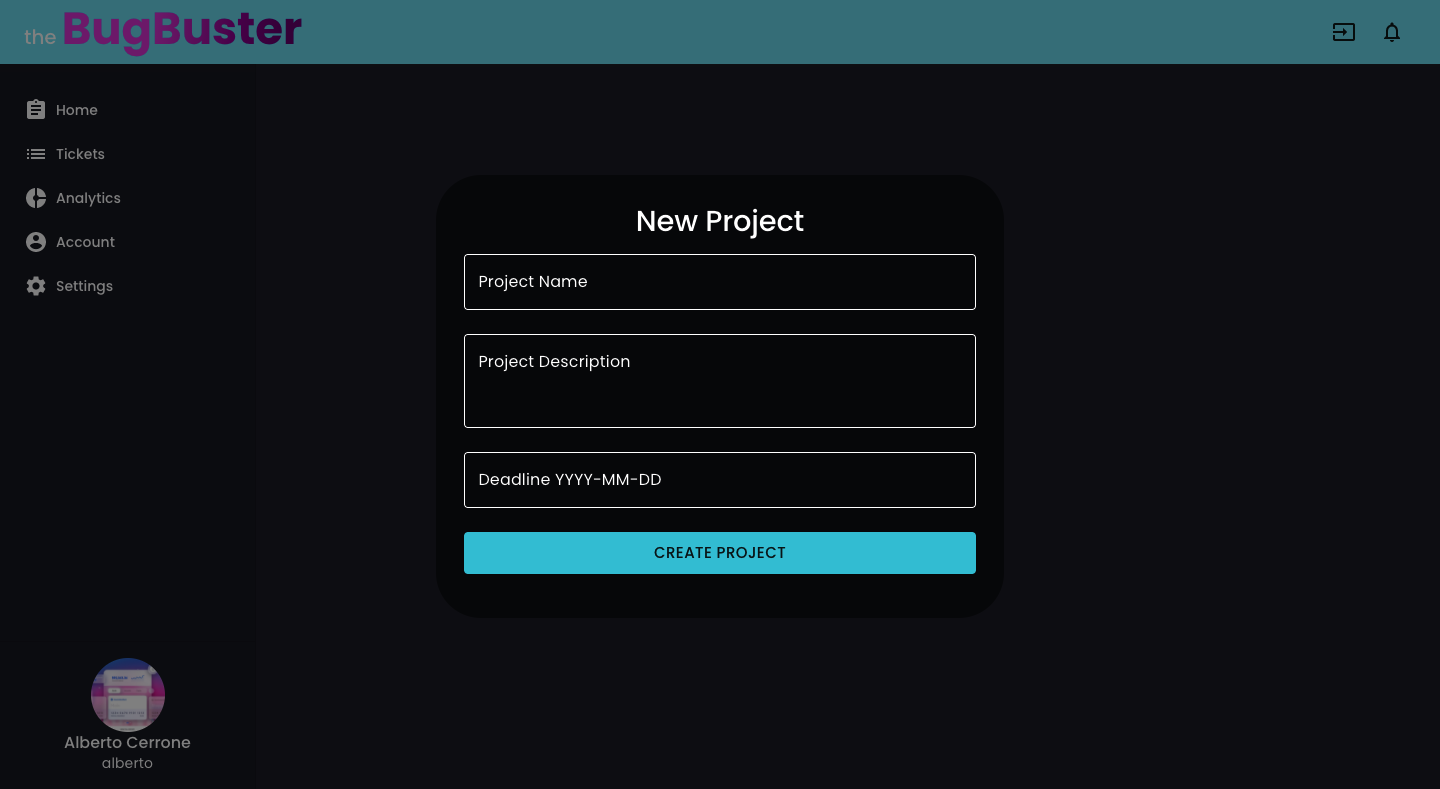 the BugBuster
Home
Tickets
Analytics
Account
Settings
New Project
Project Name
Project Description
Deadline YYYY-MM-DD
CREATE PROJECT
Alberto Cerrone
alberto